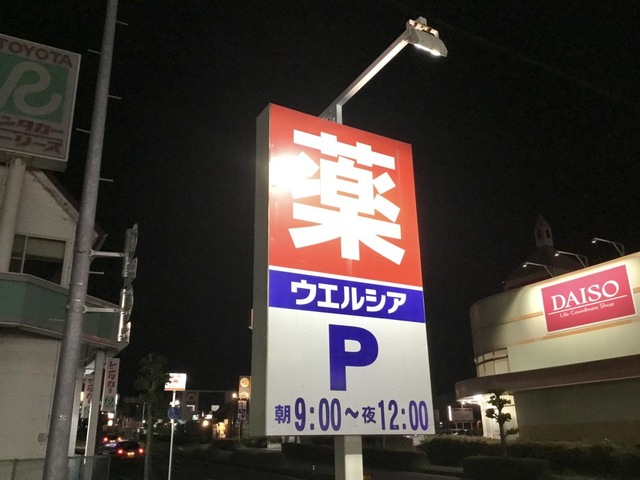 TOYOTA
レンタカー
リース
薬
ウエルシア
P
朝9:00〜夜12:00
DAISO
Life Coordinate Shop